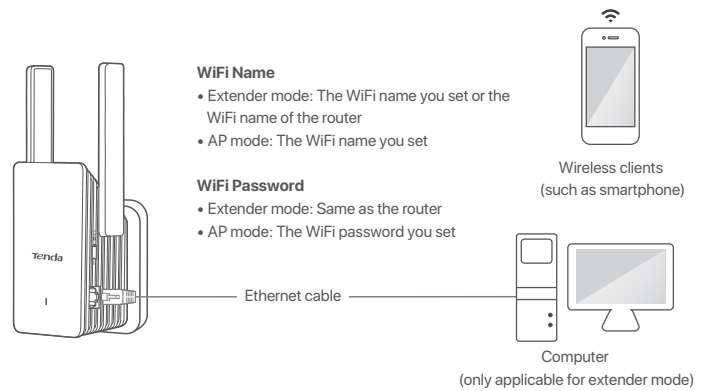 WiFi Name
• Extender mode: The WiFi name you set or the
WiFi name of the router
• AP mode: The WiFi name you set
WiFi Password
• Extender mode: Same as the router
• AP mode: The WiFi password you set
Tenda
Ethernet cable
Wireless clients
(such as smartphone)
Computer
(only applicable for extender mode)